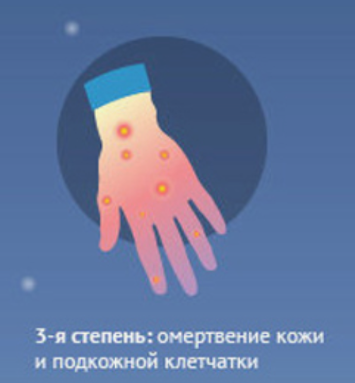 3-я степень: омертвение кожи
и подкожной клетчатки